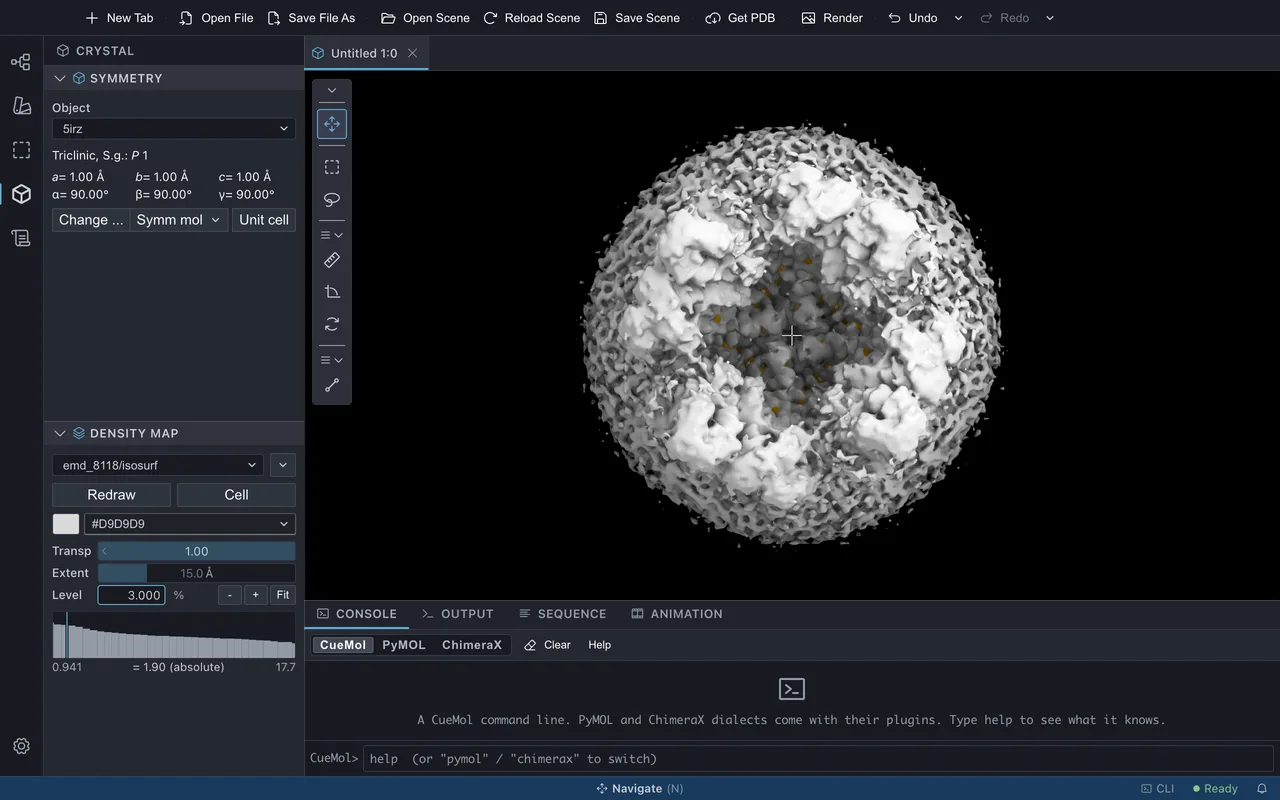 New Tab Open File Save File As Open Scene Reload Scene Save Scene Get PDB Render Undo Redo
CRYSTAL
Untitled 1:0
SYMMETRY
Object
5irz
Triclinic, S.g.: P 1
a= 1.00 Å b= 1.00 Å c= 1.00 Å
α= 90.00° β= 90.00° γ= 90.00°
Change ... Symm mol Unit cell
DENSITY MAP
emd_8118/isosurf
Redraw Cell
#D9D9D9
Transp 1.00
Extent 15.0 Å
Level 3.000 % - + Fit
0.941 = 1.90 (absolute) 17.7
CONSOLE OUTPUT SEQUENCE ANIMATION
CueMol PyMOL ChimeraX Clear Help
A CueMol command line. PyMOL and ChimeraX dialects come with their plugins. Type help to see what it knows.
CueMol> help (or "pymol" / "chimerax" to switch)
Navigate (N) CLI Ready